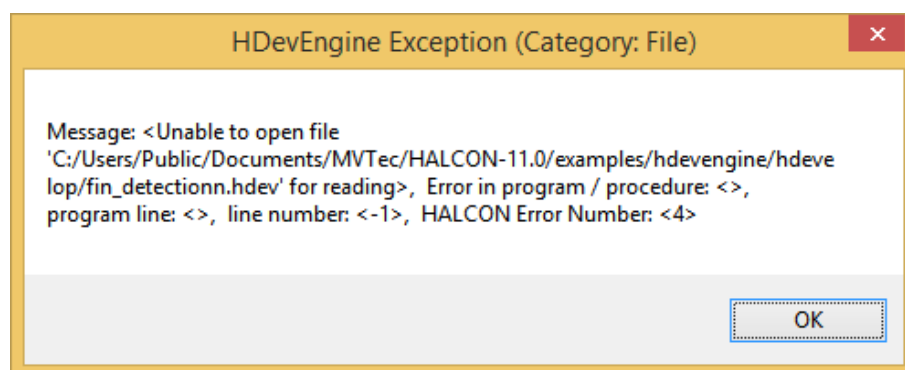 HDevEngine Exception (Category: File)
×
Message: <Unable to open file
'C:/Users/Public/Documents/MVTec/HALCON-11.0/examples/hdevengine/hdeve
lop/fin_detectionn.hdev' for reading>,  Error in program / procedure: <>,
program line: <>,  line number: <-1>,  HALCON Error Number: <4>
OK